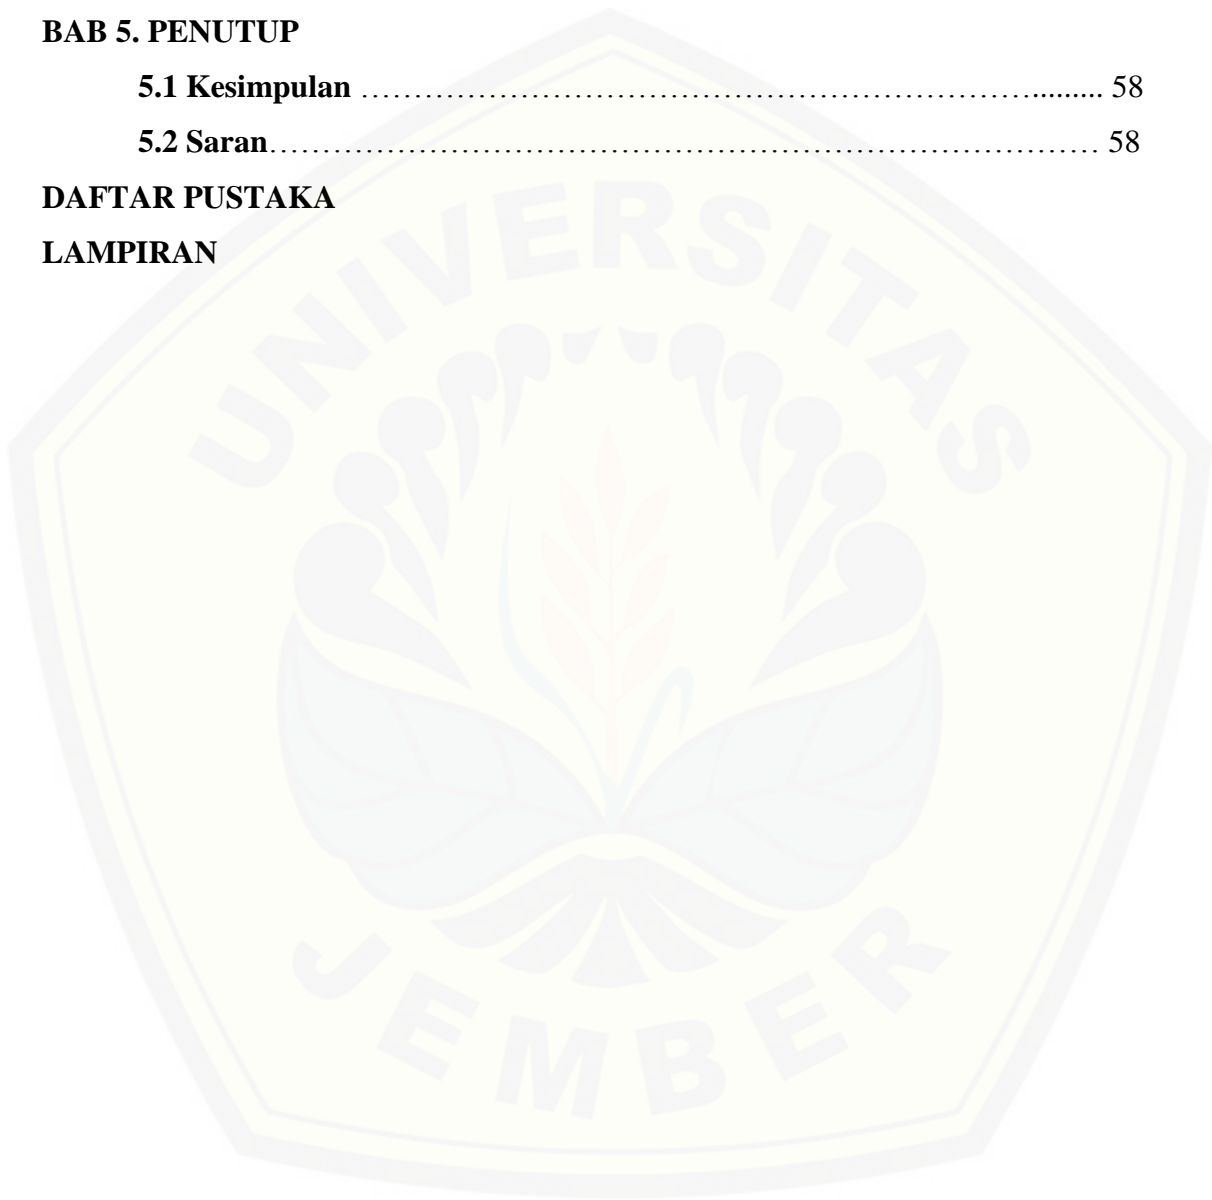 BAB 5. PENUTUP
5.1 Kesimpulan ……………………………………………………….......... 58
5.2 Saran…………………………………………………………………… 58
DAFTAR PUSTAKA
LAMPIRAN
UNIVERSITAS
JEMBER